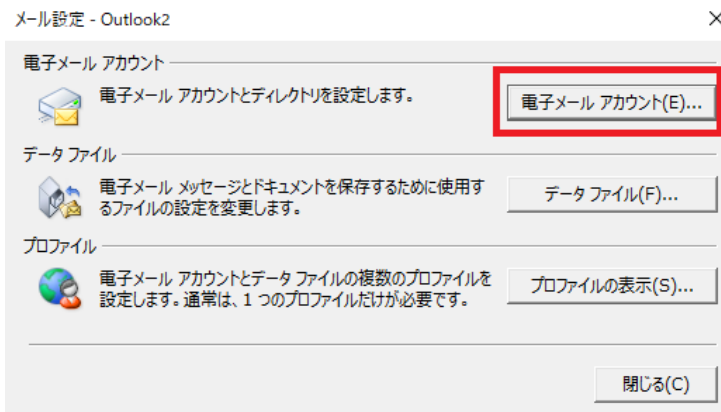 メール設定 - Outlook2
電子メール アカウント
電子メール アカウントとディレクトリを設定します。
電子メール アカウント(E)...
データ ファイル
電子メール メッセージとドキュメントを保存するために使用す
るファイルの設定を変更します。
データ ファイル(F)...
プロファイル
電子メール アカウントとデータ ファイルの複数のプロファイルを
設定します。通常は、1 つのプロファイルだけが必要です。
プロファイルの表示(S)...
閉じる(C)